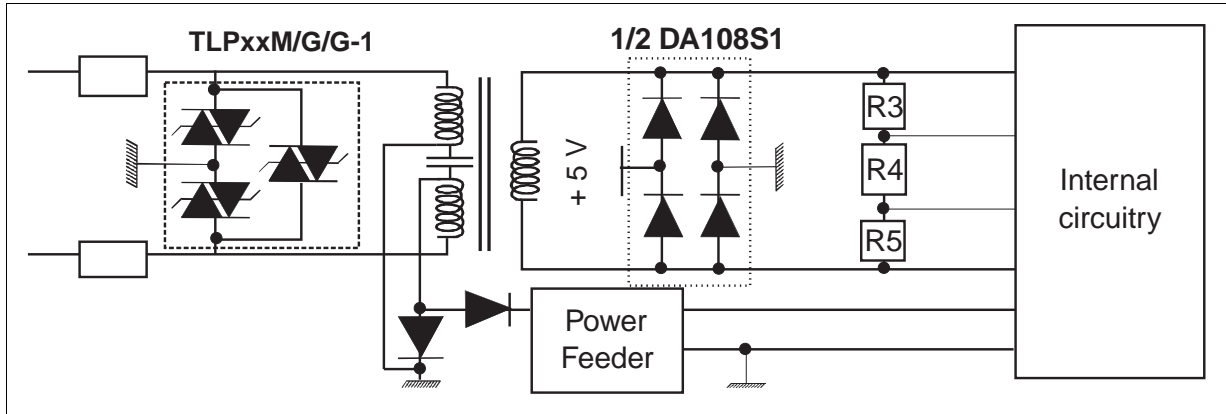 TLPxxM/G/G-1
1/2 DA108S1
R3
+ 5 V
R4
R5
Internal
circuitry
Power
Feeder